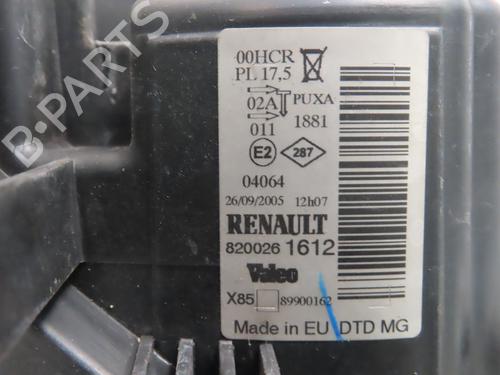 00HCR
PL 17,5
02A PUXA
011 1881
E2 287
04064
26/09/2005 12h07
RENAULT
820026 1612
Valeo
X85 89900162
Made in EU DTD MG
B-PARTS